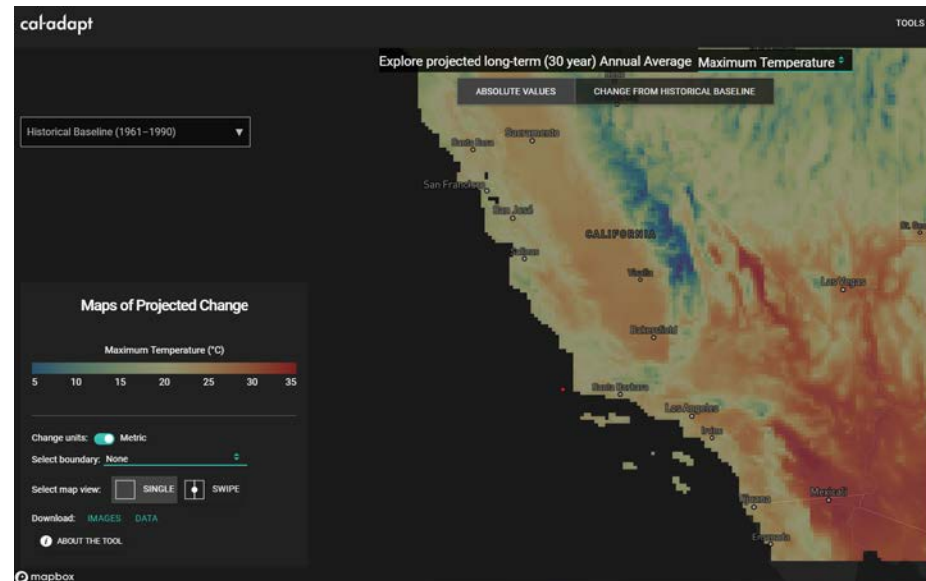 cal-adapt
TOOLS
Explore projected long-term (30 year) Annual Average Maximum Temperature
ABSOLUTE VALUES CHANGE FROM HISTORICAL BASELINE
Historical Baseline (1961–1990) ▼
Sacramento
Santa Rosa
San Francisco
San José
CALIFORNIA
Salinas
Visalia
Las Vegas
Bakersfield
Santa Barbara
Los Angeles
Irvine
Mexicali
Tijuana
Ensenada
Maps of Projected Change
Maximum Temperature (°C)
5 10 15 20 25 30 35
Change units: Metric
Select boundary: None
Select map view: SINGLE SWIPE
Download: IMAGES DATA
i ABOUT THE TOOL
mapbox